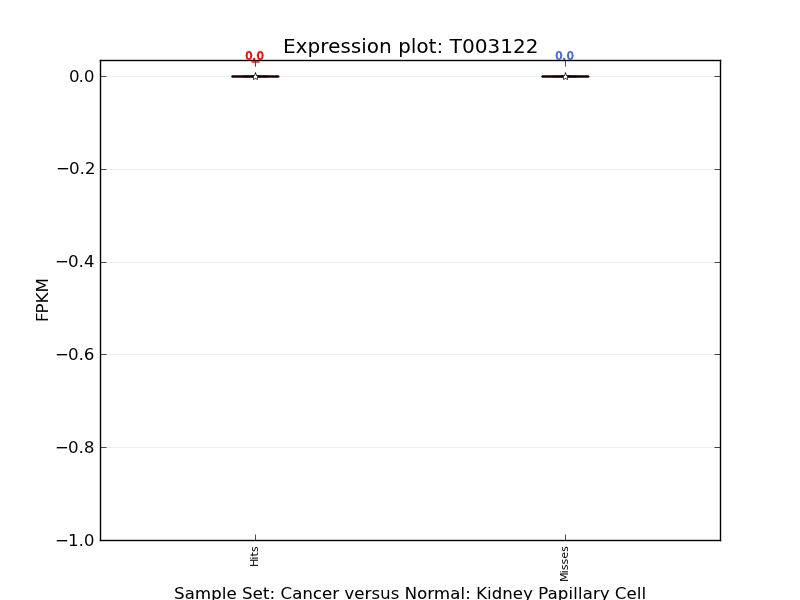 Expression plot: T003122
0.0
0.0
0.0
−0.2
−0.4
−0.6
−0.8
−1.0
FPKM
Hits
Misses
Sample Set: Cancer versus Normal: Kidney Papillary Cell